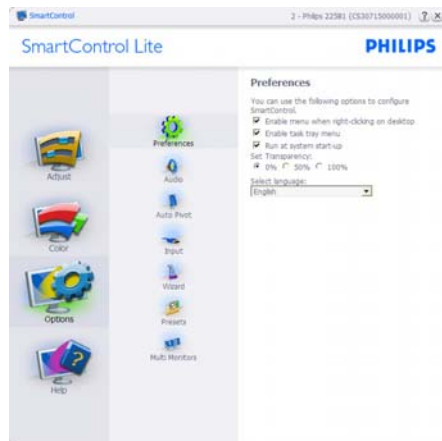 SmartControl
2 - Philips 225B1 (CS30715000001)
SmartControl Lite
PHILIPS
Adjust
Color
Options
Help
Preferences
Audio
Auto Pivot
Input
Wizard
Presets
Multi Monitors
Preferences
You can use the following options to configure
SmartControl.
Enable menu when right-clicking on desktop
Enable task tray menu
Run at system start-up
Set Transparency:
0% 50% 100%
Select language:
English